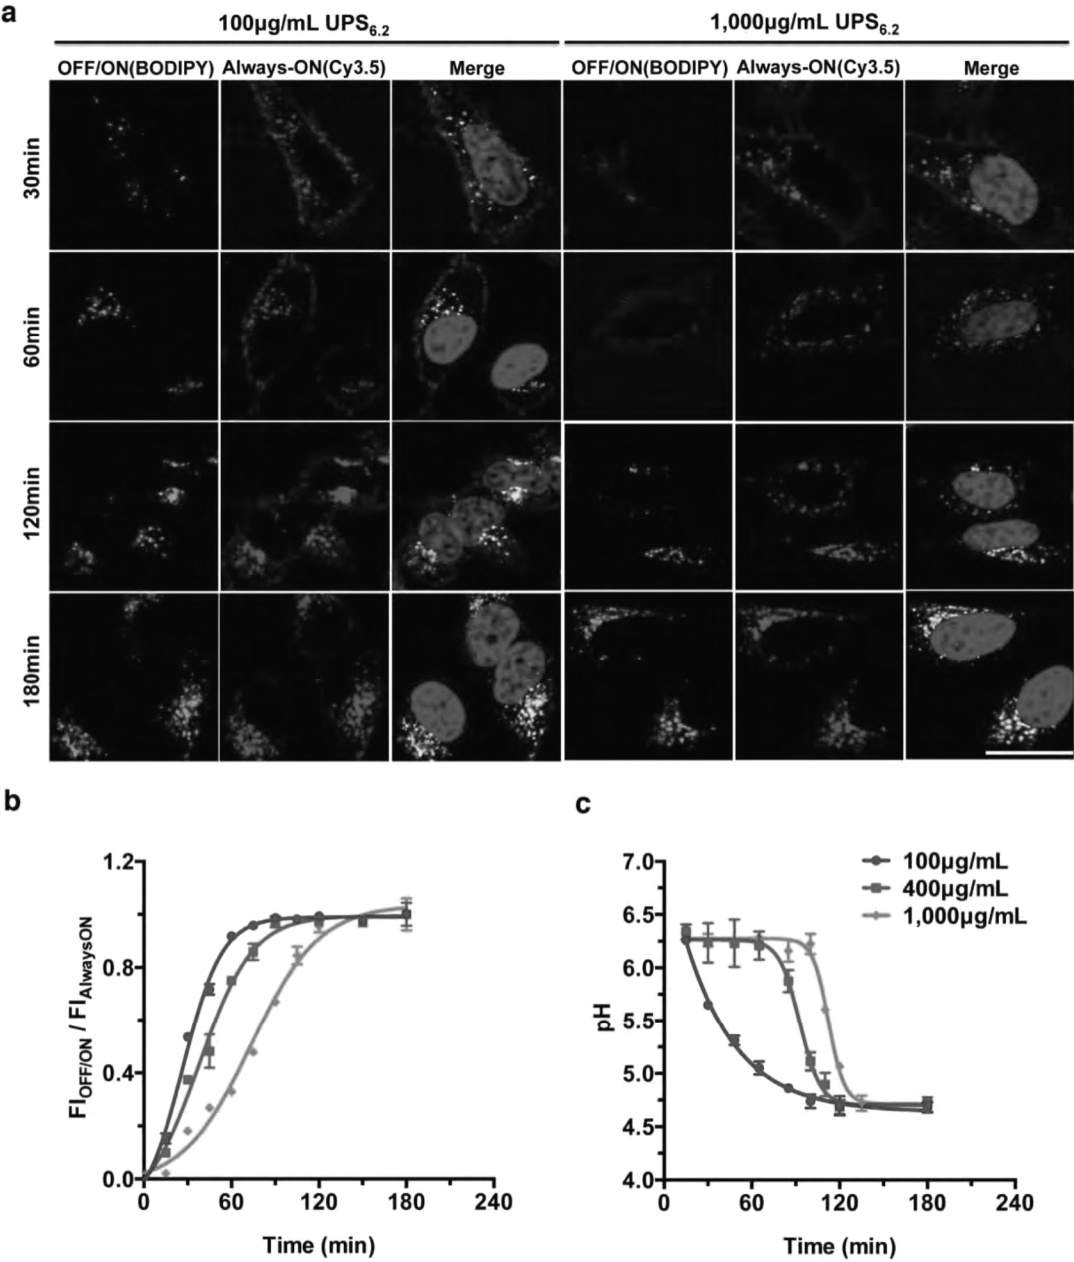 a
100µg/mL UPS6.2
1,000µg/mL UPS6.2
OFF/ON(BODIPY) Always-ON(Cy3.5) Merge OFF/ON(BODIPY) Always-ON(Cy3.5) Merge
30min
60min
120min
180min
b
FIOFF/ON / FIAlwaysON
1.2
0.8
0.4
0.0
0 60 120 180 240
Time (min)
c
pH
7.0
6.5
6.0
5.5
5.0
4.5
4.0
100µg/mL
400µg/mL
1,000µg/mL
0 60 120 180 240
Time (min)